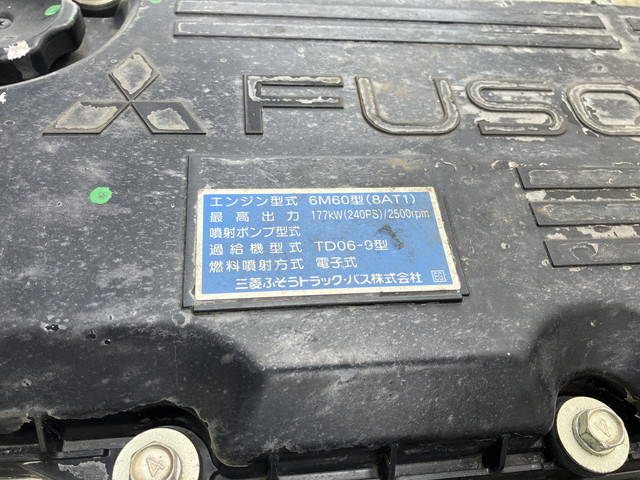 FUSO
エンジン型式 6M60型(8AT1)
最高出力 177kW(240PS)/2500rpm
噴射ポンプ型式
過給機型式 TD06-9型
燃料噴射方式 電子式
三菱ふそうトラック・バス株式会社
4